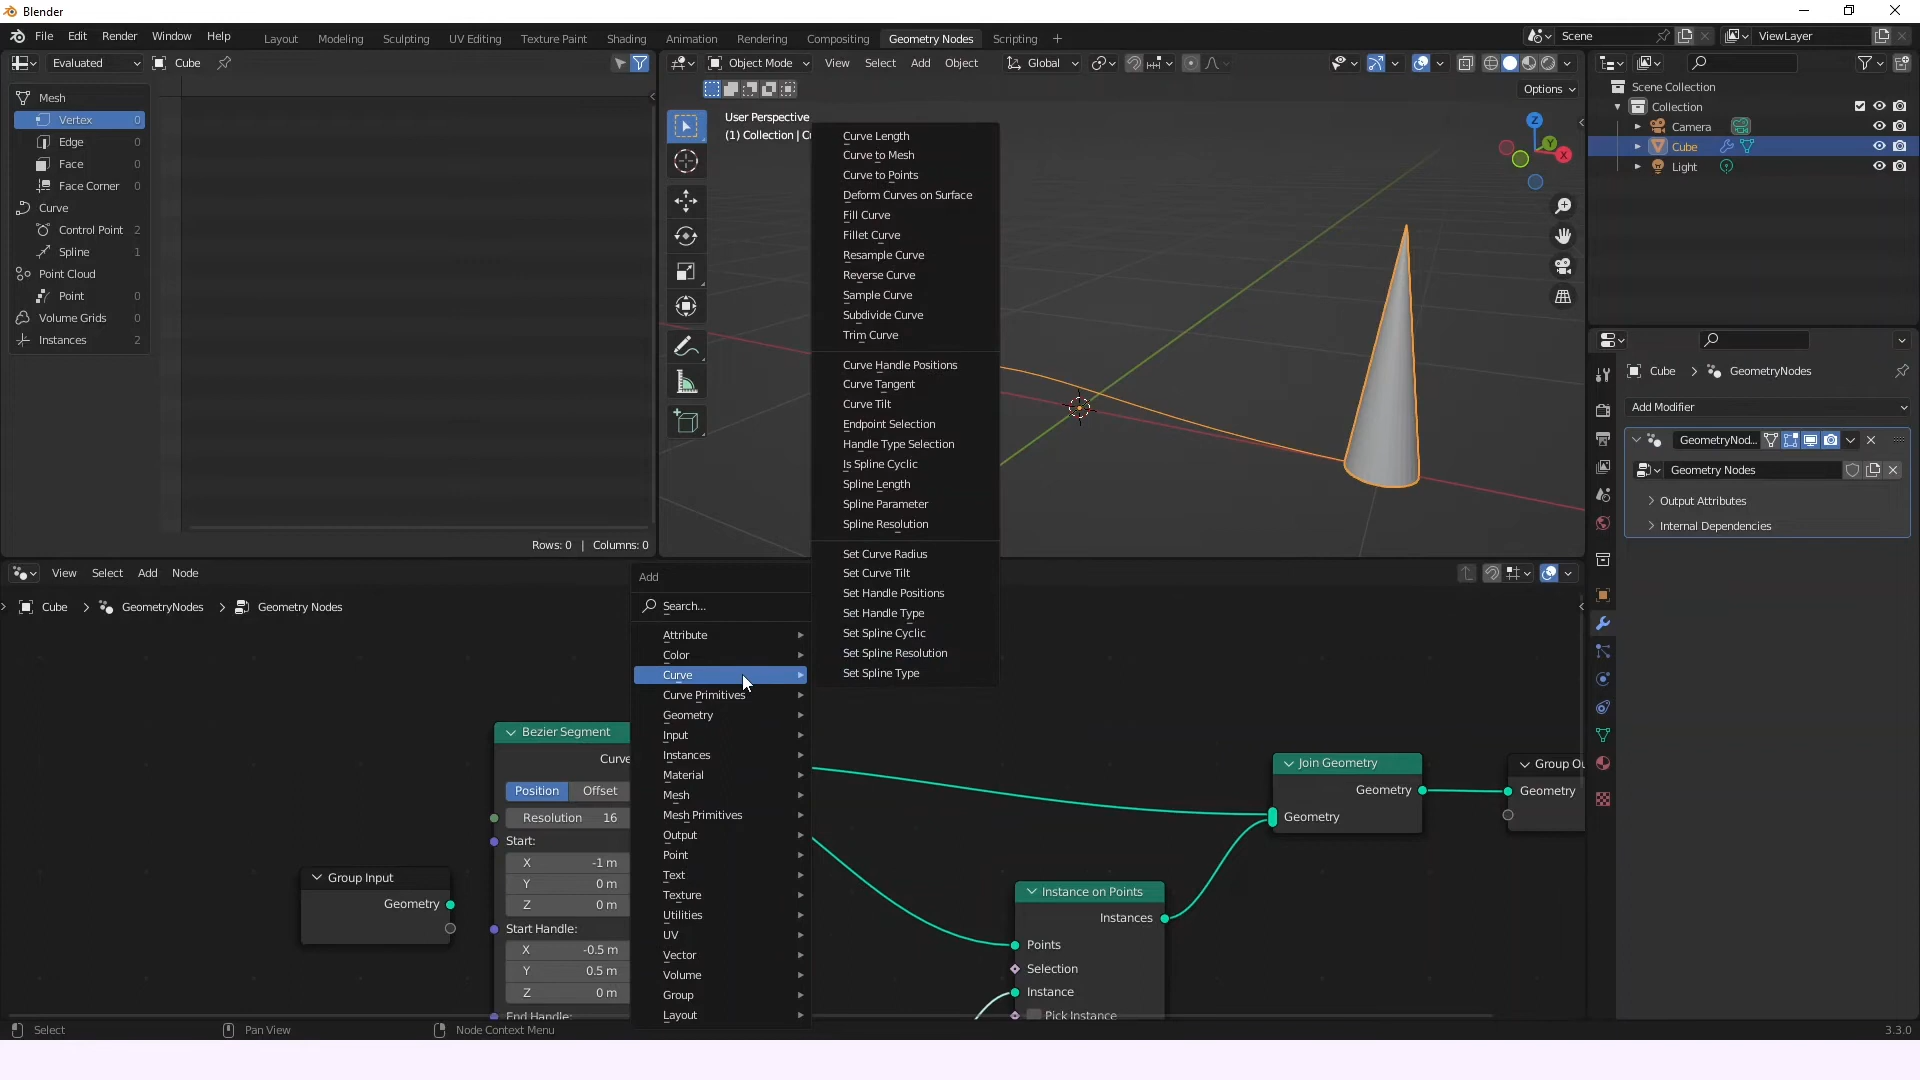 Blender
File Edit Render Window Help
Layout Modeling Sculpting UV Editing Texture Paint Shading Animation Rendering Compositing Geometry Nodes Scripting
Scene
ViewLayer
Evaluated
Cube
Object Mode
View Select Add Object
Global
Options
Mesh
Vertex 0
Edge 0
Face 0
Face Corner 0
Curve
Control Point 2
Spline 1
Point Cloud
Point 0
Volume Grids 0
Instances 2
Rows: 0 | Columns: 0
User Perspective
(1) Collection | C
Z
Y
X
Curve Length
Curve to Mesh
Curve to Points
Deform Curves on Surface
Fill Curve
Fillet Curve
Resample Curve
Reverse Curve
Sample Curve
Subdivide Curve
Trim Curve
Curve Handle Positions
Curve Tangent
Curve Tilt
Endpoint Selection
Handle Type Selection
Is Spline Cyclic
Spline Length
Spline Parameter
Spline Resolution
Set Curve Radius
Set Curve Tilt
Set Handle Positions
Set Handle Type
Set Spline Cyclic
Set Spline Resolution
Set Spline Type
Scene Collection
Collection
Camera
Cube
Light
Cube > GeometryNodes
Add Modifier
GeometryNod...
Geometry Nodes
Output Attributes
Internal Dependencies
View Select Add Node
Cube > GeometryNodes > Geometry Nodes
Add
Search...
Attribute
Color
Curve
Curve Primitives
Geometry
Input
Instances
Material
Mesh
Mesh Primitives
Output
Point
Text
Texture
Utilities
UV
Vector
Volume
Group
Layout
Group Input
Geometry
Bezier Segment
Curve
Position Offset
Resolution 16
Start:
X -1 m
Y 0 m
Z 0 m
Start Handle:
X -0.5 m
Y 0.5 m
Z 0 m
End Handle:
Instance on Points
Instances
Points
Selection
Instance
Pick Instance
Join Geometry
Geometry
Geometry
Group Ou
Geometry
Select
Pan View
Node Context Menu
3.3.0